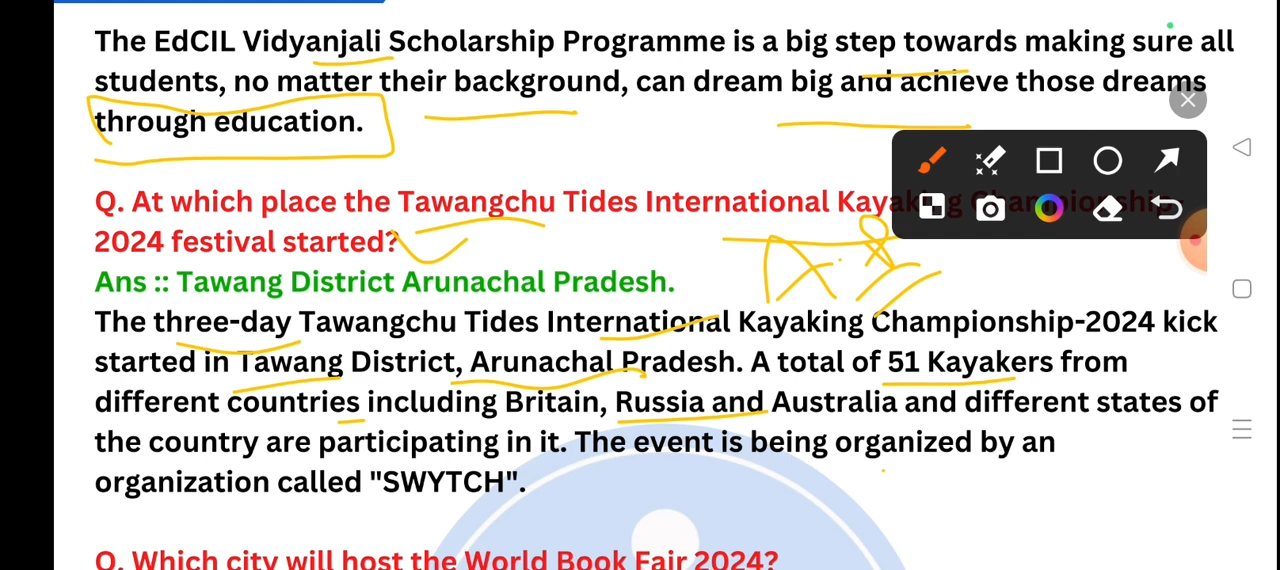 The EdCIL Vidyanjali Scholarship Programme is a big step towards making sure all
students, no matter their background, can dream big and achieve those dreams
through education.
Q. At which place the Tawangchu Tides International Kayaking Championship-
2024 festival started?
Ans :: Tawang District Arunachal Pradesh.
The three-day Tawangchu Tides International Kayaking Championship-2024 kick
started in Tawang District, Arunachal Pradesh. A total of 51 Kayakers from
different countries including Britain, Russia and Australia and different states of
the country are participating in it. The event is being organized by an
organization called "SWYTCH".
Q. Which city will host the World Book Fair 2024?